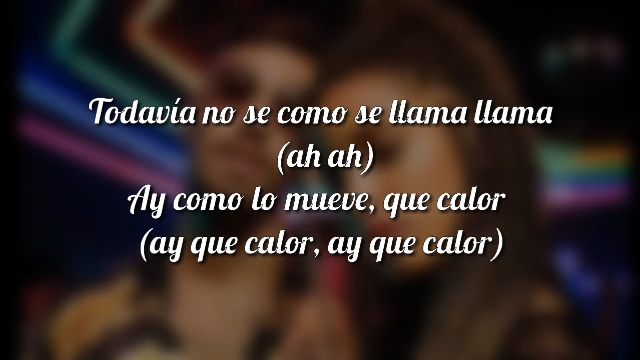 Todavía no se como se llama llama
(ah ah)
Ay como lo mueve, que calor
(ay que calor, ay que calor)